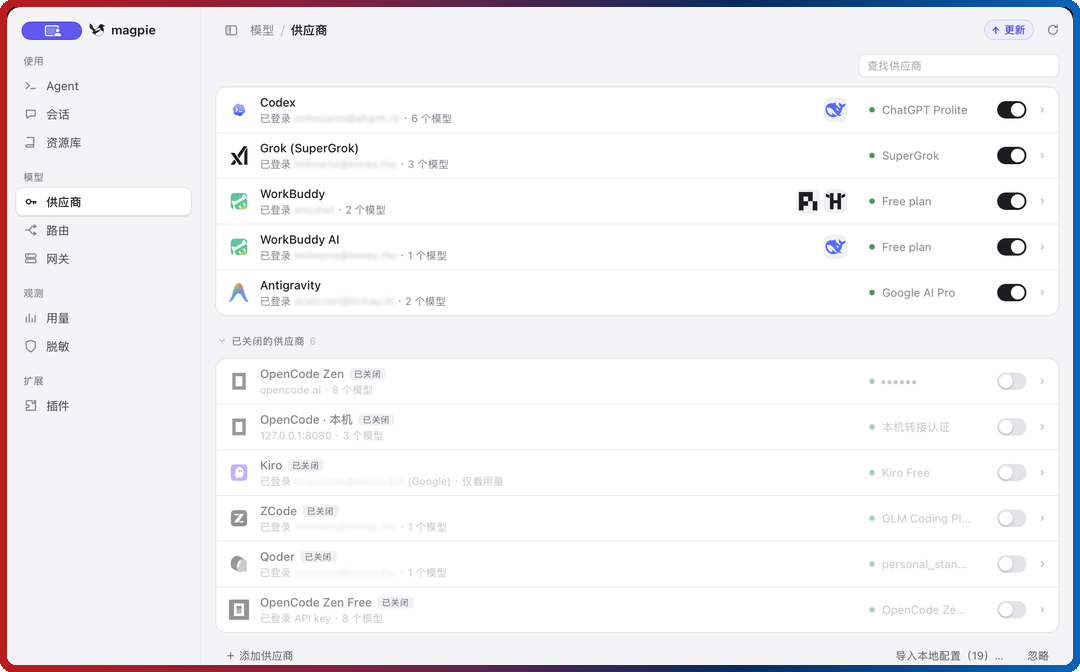 magpie
使用
Agent
会话
资源库
模型
供应商
路由
网关
观测
用量
脱敏
扩展
插件
模型 / 供应商
更新
查找供应商
Codex
已登录 · 6 个模型
ChatGPT Prolite
Grok (SuperGrok)
已登录 · 3 个模型
SuperGrok
WorkBuddy
已登录 · 2 个模型
Free plan
WorkBuddy AI
已登录 · 1 个模型
Free plan
Antigravity
已登录 · 2 个模型
Google AI Pro
已关闭的供应商 6
OpenCode Zen 已关闭
opencode.ai · 8 个模型
••••••
OpenCode · 本机 已关闭
127.0.0.1:8080 · 3 个模型
本机转接认证
Kiro 已关闭
已登录 (Google) · 仅看用量
Kiro Free
ZCode 已关闭
已登录 · 1 个模型
GLM Coding Pl...
Qoder 已关闭
已登录 · 1 个模型
personal_stan...
OpenCode Zen Free 已关闭
已登录 API key · 8 个模型
OpenCode Ze...
+ 添加供应商
导入本地配置 (19) ...
忽略